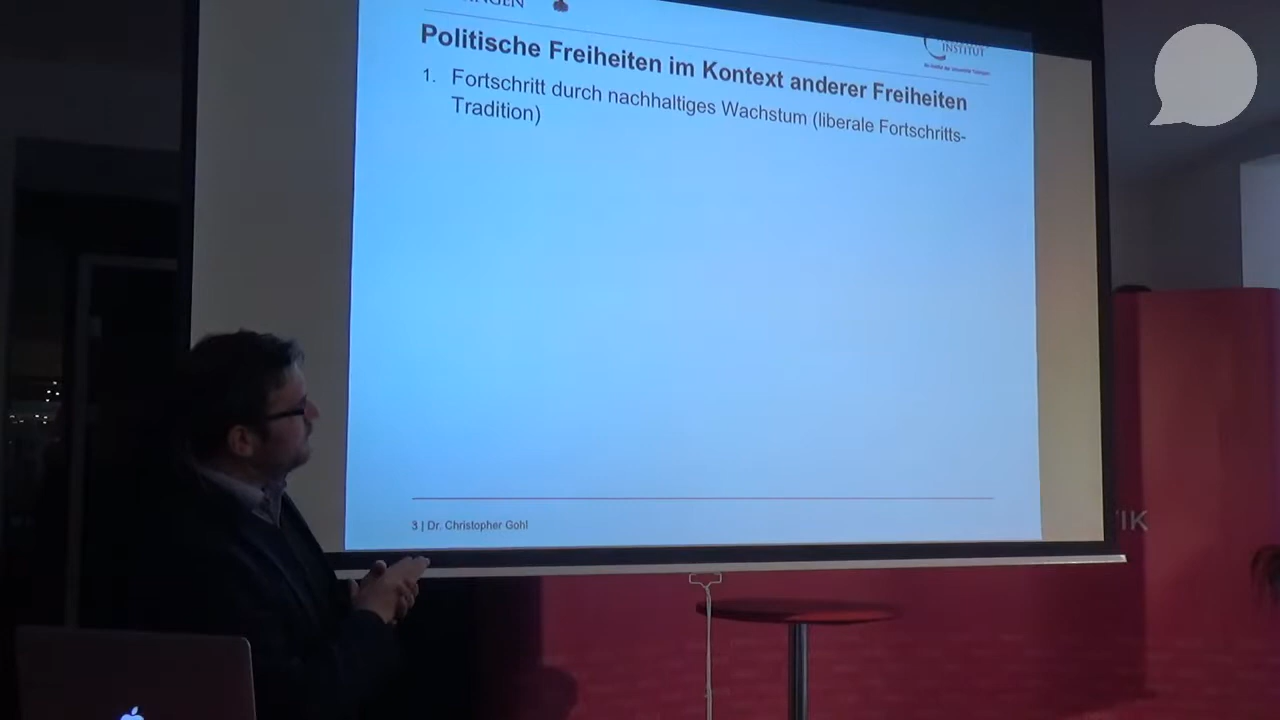 Politische Freiheiten im Kontext anderer Freiheiten
1. Fortschritt durch nachhaltiges Wachstum (liberale Fortschritts-
Tradition)
INSTITUT
3 | Dr. Christopher Gohl
IK